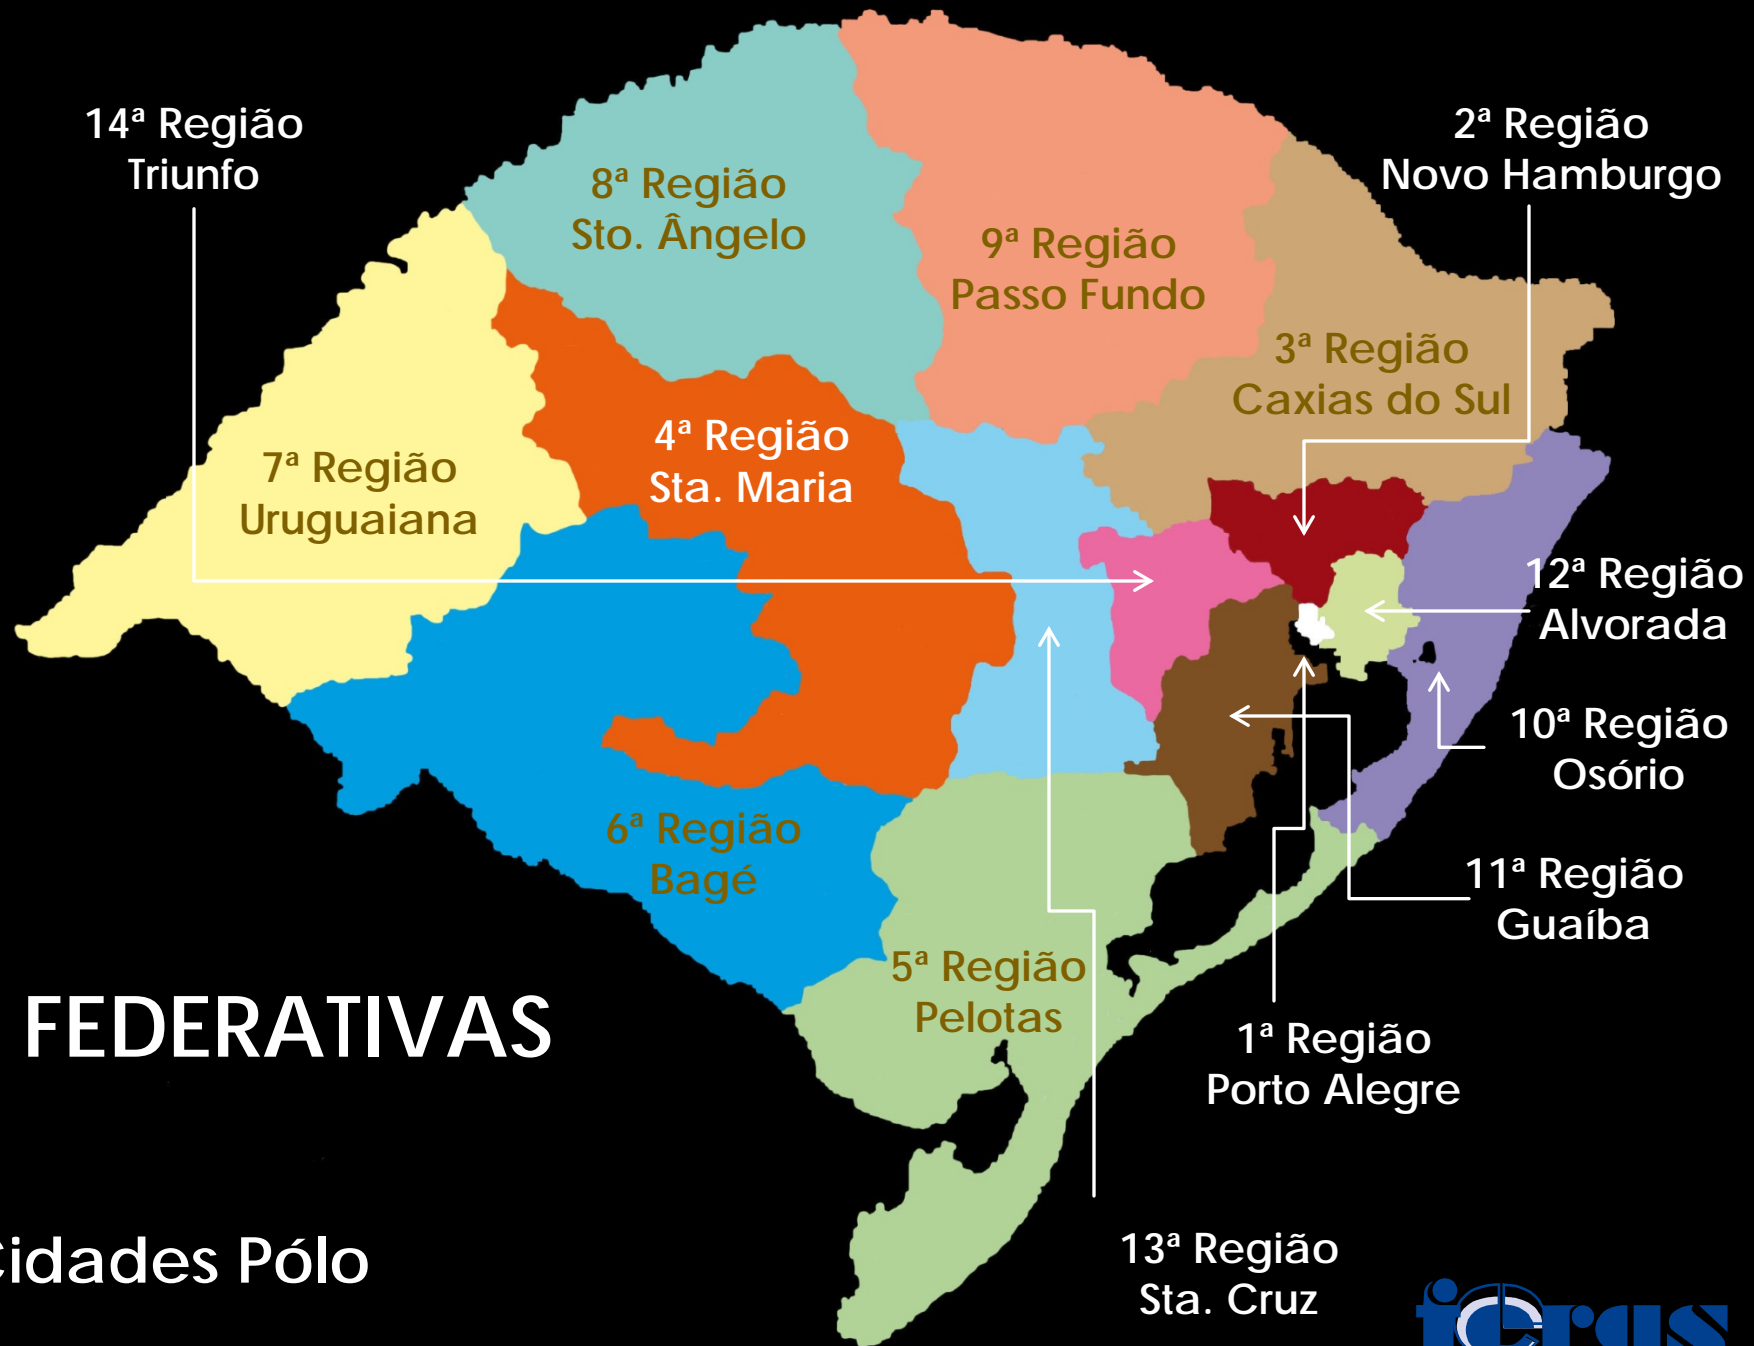 14ª Região
Triunfo
2ª Região
Novo Hamburgo
8ª Região
Sto. Ângelo
9ª Região
Passo Fundo
3ª Região
Caxias do Sul
4ª Região
Sta. Maria
7ª Região
Uruguaiana
12ª Região
Alvorada
10ª Região
Osório
6ª Região
Bagé
11ª Região
Guaíba
5ª Região
Pelotas
FEDERATIVAS
1ª Região
Porto Alegre
Cidades Pólo
13ª Região
Sta. Cruz
fergs